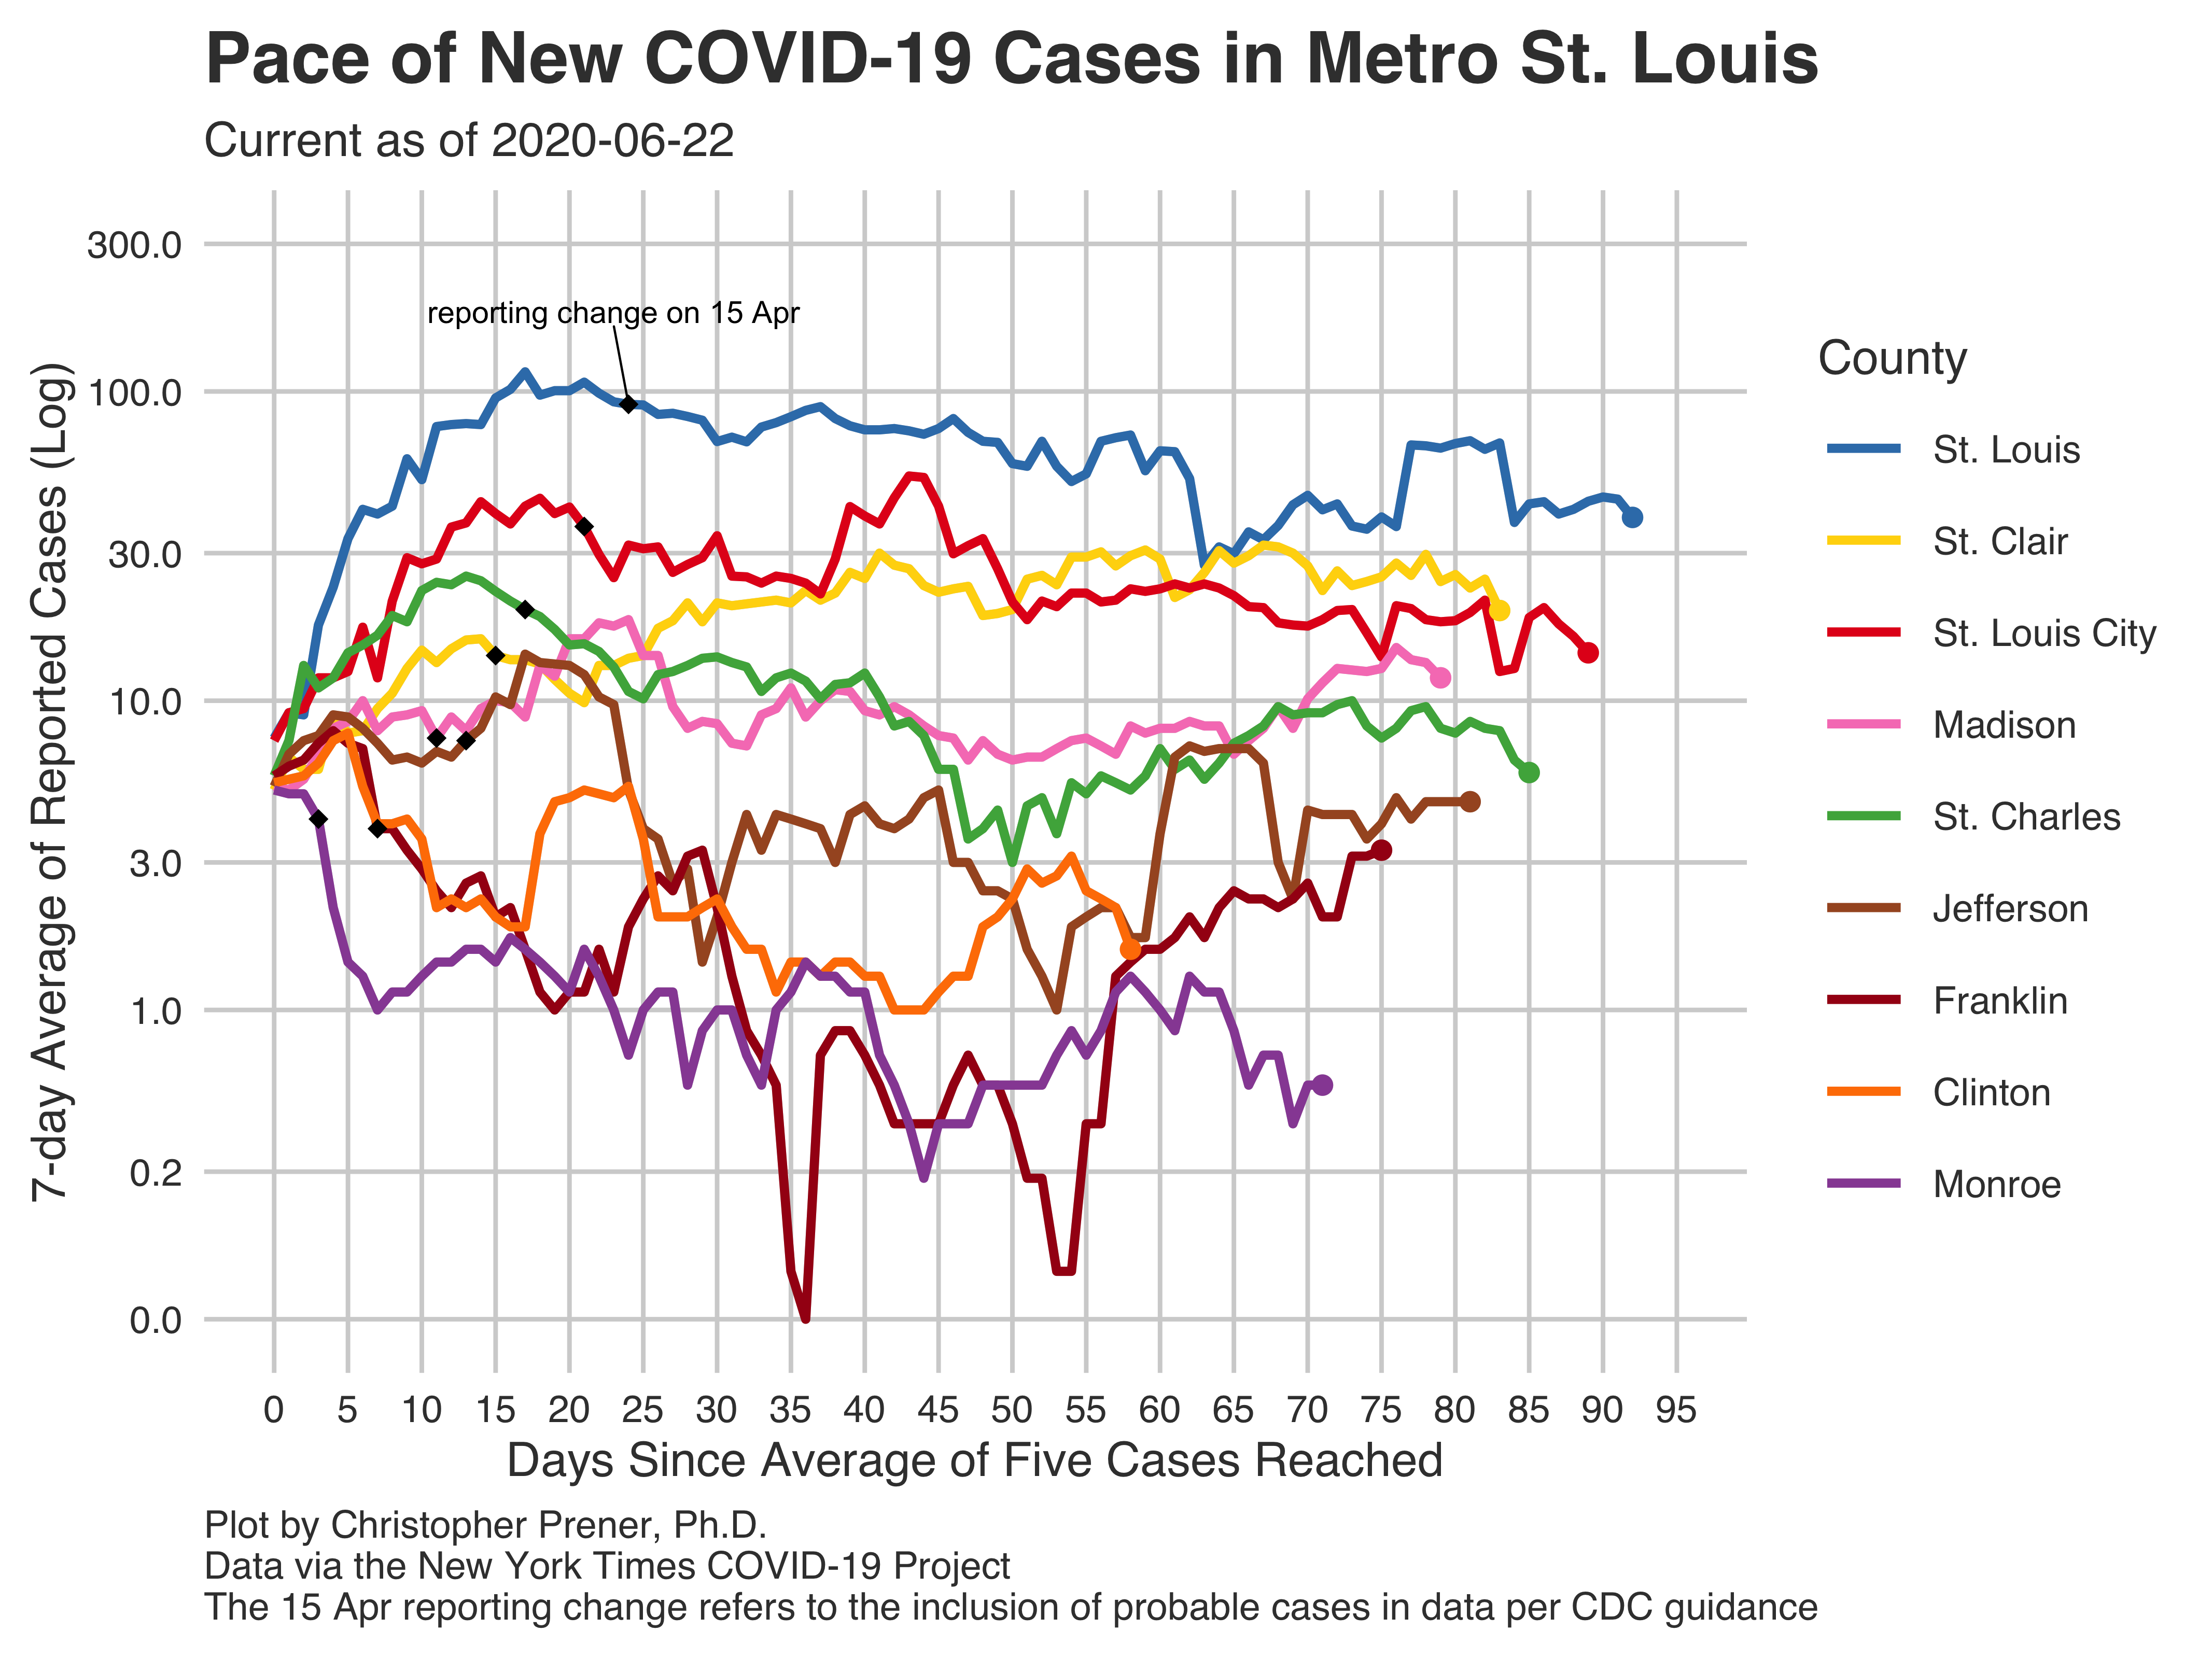 Pace of New COVID-19 Cases in Metro St. Louis
Current as of 2020-06-22
7-day Average of Reported Cases (Log)
300.0
100.0
30.0
10.0
3.0
1.0
0.2
0.0
reporting change on 15 Apr
0 5 10 15 20 25 30 35 40 45 50 55 60 65 70 75 80 85 90 95
Days Since Average of Five Cases Reached
County
St. Louis
St. Clair
St. Louis City
Madison
St. Charles
Jefferson
Franklin
Clinton
Monroe
Plot by Christopher Prener, Ph.D.
Data via the New York Times COVID-19 Project
The 15 Apr reporting change refers to the inclusion of probable cases in data per CDC guidance